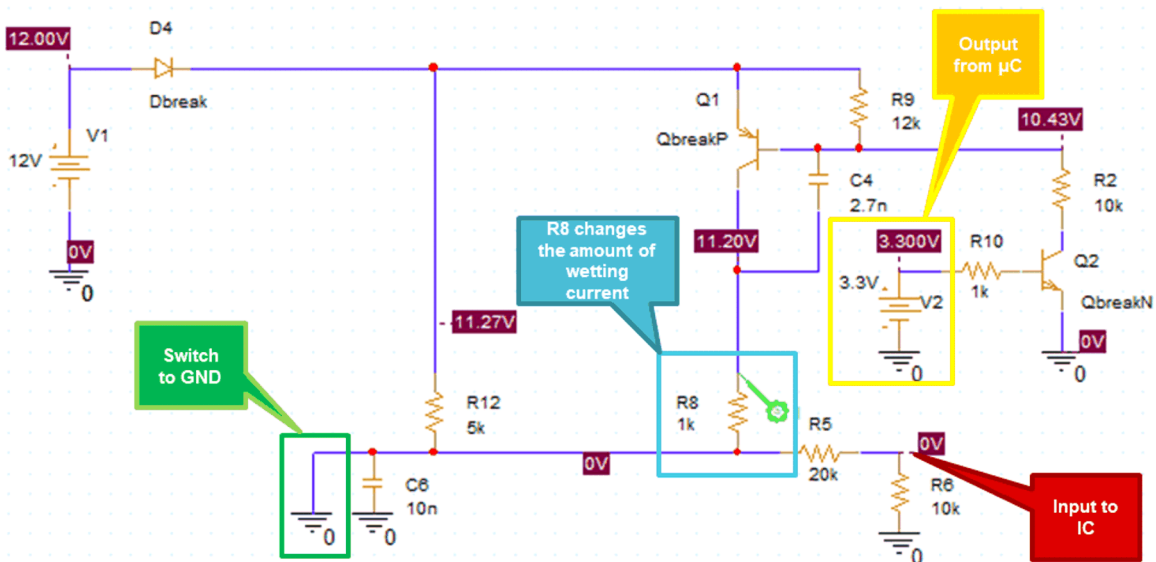 12.00V
D4
Dbreak
V1
12V
0V
0
Q1
QbreakP
R9
12k
Output
from µC
10.43V
C4
2.7n
R2
10k
R8 changes
the amount of
wetting
current
11.20V
3.300V
R10
1k
3.3V
V2
Q2
QbreakN
0V
0
0
11.27V
Switch
to GND
R12
5k
R8
1k
R5
20k
0V
0V
0
C6
10n
0
R6
10k
0
Input to
IC